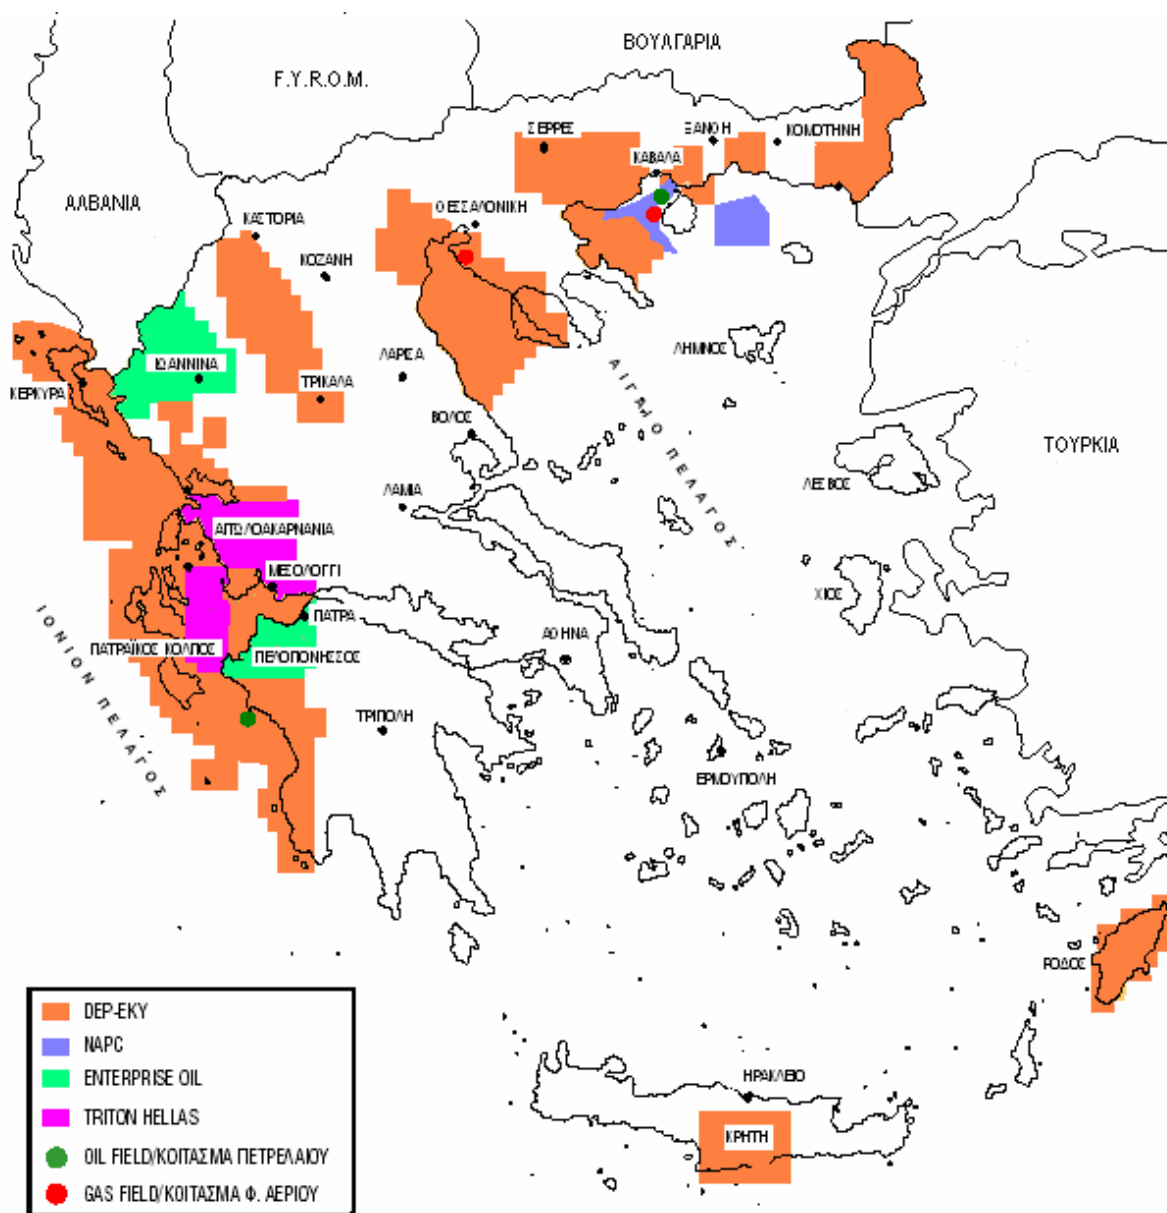 ΒΟΥΛΓΑΡΙΑ
F.Y.R.O.M.
ΣΕΡΡΕΣ
ΞΑΝΘΗ
ΚΟΜΟΤΗΝΗ
ΚΑΒΑΛΑ
ΑΛΒΑΝΙΑ
ΚΑΣΤΟΡΙΑ
ΘΕΣΣΑΛΟΝΙΚΗ
ΚΟΖΑΝΗ
ΙΩΑΝΝΙΝΑ
ΛΑΡΙΣΑ
ΛΗΜΝΟΣ
ΚΕΡΚΥΡΑ
ΤΡΙΚΑΛΑ
ΑΙΓΑΙΟ ΠΕΛΑΓΟΣ
ΒΟΛΟΣ
ΤΟΥΡΚΙΑ
ΛΕΣΒΟΣ
ΛΑΜΙΑ
ΑΙΤΩΛΟΑΚΑΡΝΑΝΙΑ
ΜΕΣΟΛΟΓΓΙ
ΧΙΟΣ
ΠΑΤΡΑ
ΑΘΗΝΑ
ΙΟΝΙΟΝ ΠΕΛΑΓΟΣ
ΠΑΤΡΑΪΚΟΣ ΚΟΛΠΟΣ
ΠΕΛΟΠΟΝΗΣΣΟΣ
ΤΡΙΠΟΛΗ
ΕΡΜΟΥΠΟΛΗ
ΡΟΔΟΣ
ΗΡΑΚΛΕΙΟ
ΚΡΗΤΗ
DEP-EKY
NAPC
ENTERPRISE OIL
TRITON HELLAS
OIL FIELD/ΚΟΙΤΑΣΜΑ ΠΕΤΡΕΛΑΙΟΥ
GAS FIELD/ΚΟΙΤΑΣΜΑ Φ. ΑΕΡΙΟΥ